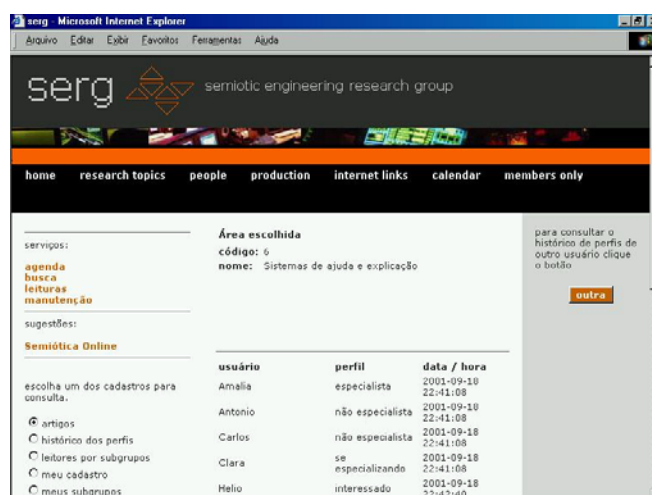 serg - Microsoft Internet Explorer
Arquivo Editar Exibir Favoritos Ferramentas Ajuda
serg semiotic engineering research group
home research topics people production internet links calendar members only
serviços:
agenda
busca
leituras
manutenção
sugestões:
Semiótica Online
escolha um dos cadastros para
consulta.
artigos
histórico dos perfis
leitores por subgrupos
meu cadastro
meus subgrupos
Área escolhida
código: 6
nome: Sistemas de ajuda e explicação
usuário perfil data / hora
Amalia especialista 2001-09-18
22:41:08
Antonio não especialista 2001-09-18
22:41:08
Carlos não especialista 2001-09-18
22:41:08
Clara se
especializando 2001-09-18
22:41:08
Helio interessado 2001-09-18
22:42:40
para consultar o
histórico de perfis de
outro usuário clique
o botão
outra